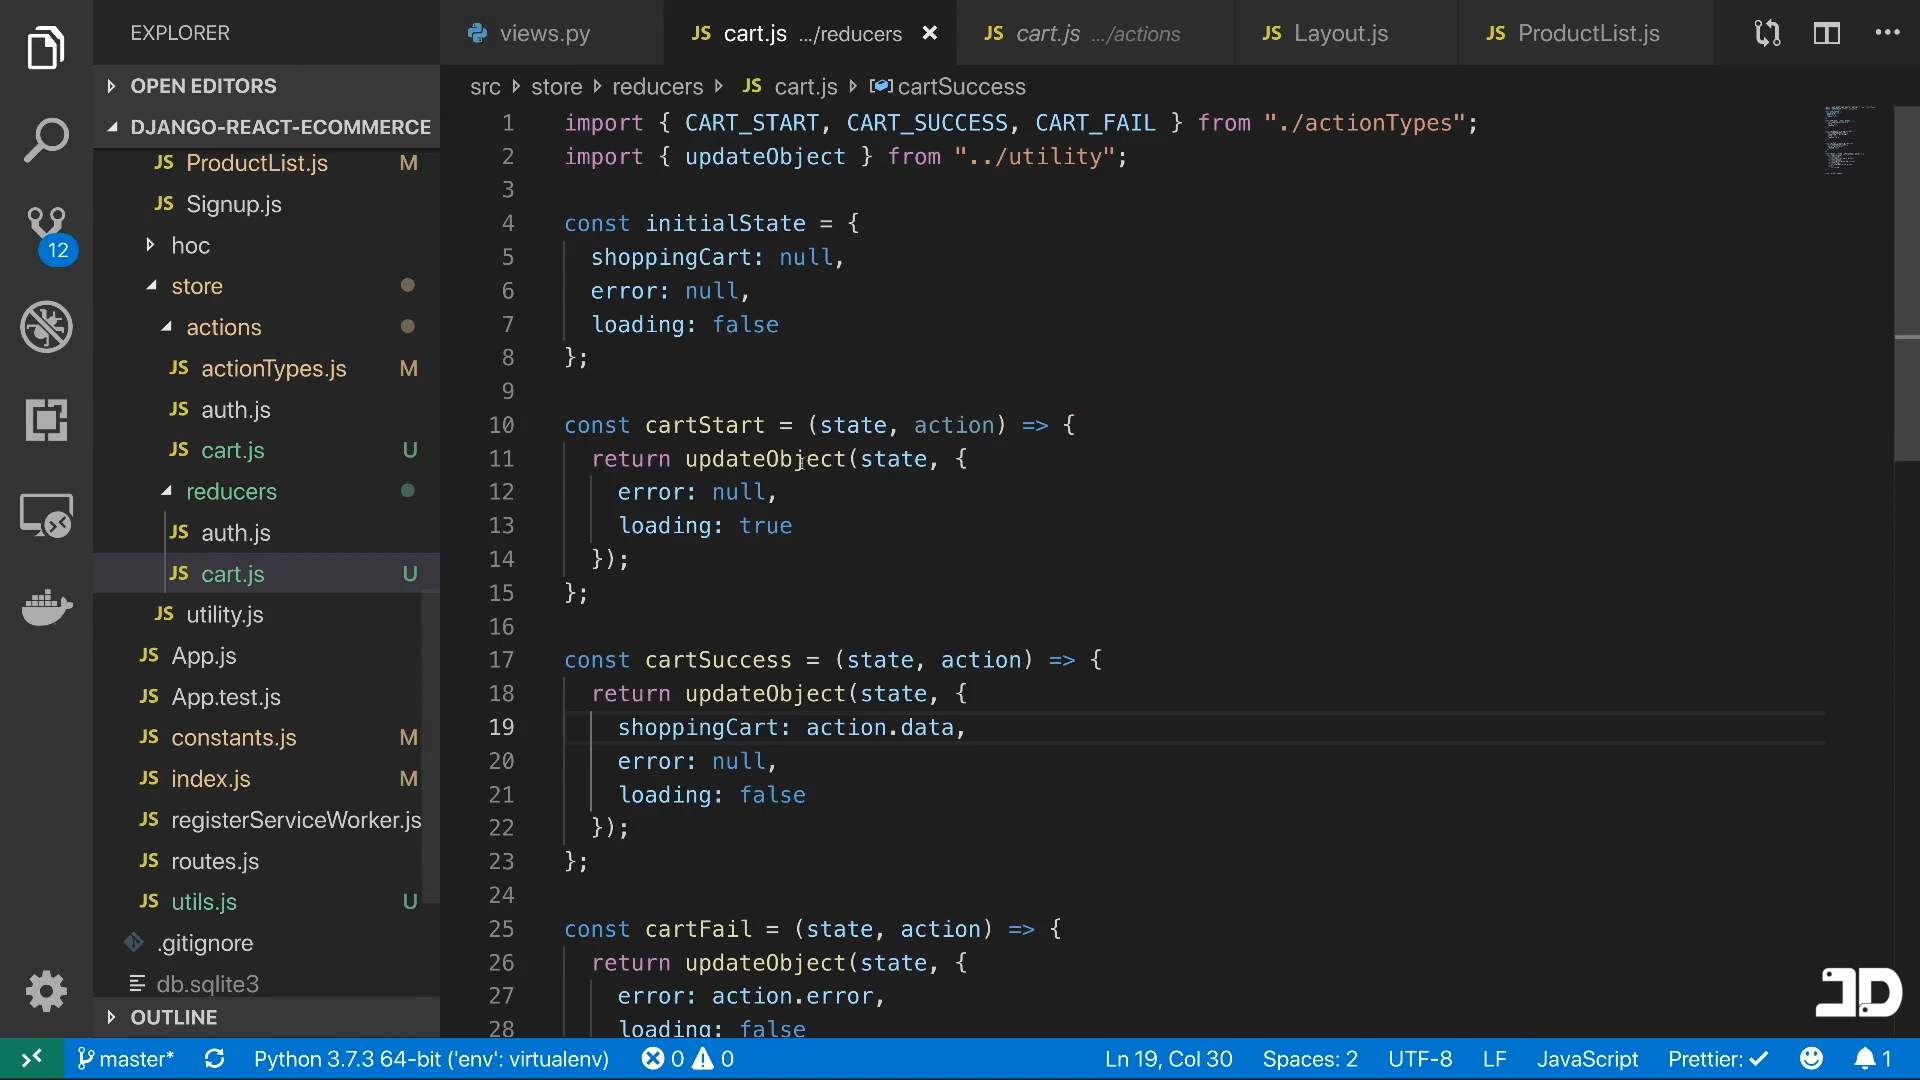 EXPLORER
OPEN EDITORS
DJANGO-REACT-ECOMMERCE
JS ProductList.js M
JS Signup.js
hoc
store
actions
JS actionTypes.js M
JS auth.js
JS cart.js U
reducers
JS auth.js
JS cart.js U
JS utility.js
JS App.js
JS App.test.js
JS constants.js M
JS index.js M
JS registerServiceWorker.js
JS routes.js
JS utils.js U
.gitignore
db.sqlite3
OUTLINE
12
views.py
JS cart.js .../reducers ×
JS cart.js .../actions
JS Layout.js
JS ProductList.js
src store reducers JS cart.js cartSuccess
1 import { CART_START, CART_SUCCESS, CART_FAIL } from "./actionTypes";
2 import { updateObject } from "../utility";
3
4 const initialState = {
5 shoppingCart: null,
6 error: null,
7 loading: false
8 };
9
10 const cartStart = (state, action) => {
11 return updateObject(state, {
12 error: null,
13 loading: true
14 });
15 };
16
17 const cartSuccess = (state, action) => {
18 return updateObject(state, {
19 shoppingCart: action.data,
20 error: null,
21 loading: false
22 });
23 };
24
25 const cartFail = (state, action) => {
26 return updateObject(state, {
27 error: action.error,
28 loading: false
master* Python 3.7.3 64-bit ('env': virtualenv) 0 0 Ln 19, Col 30 Spaces: 2 UTF-8 LF JavaScript Prettier: ✓ 1